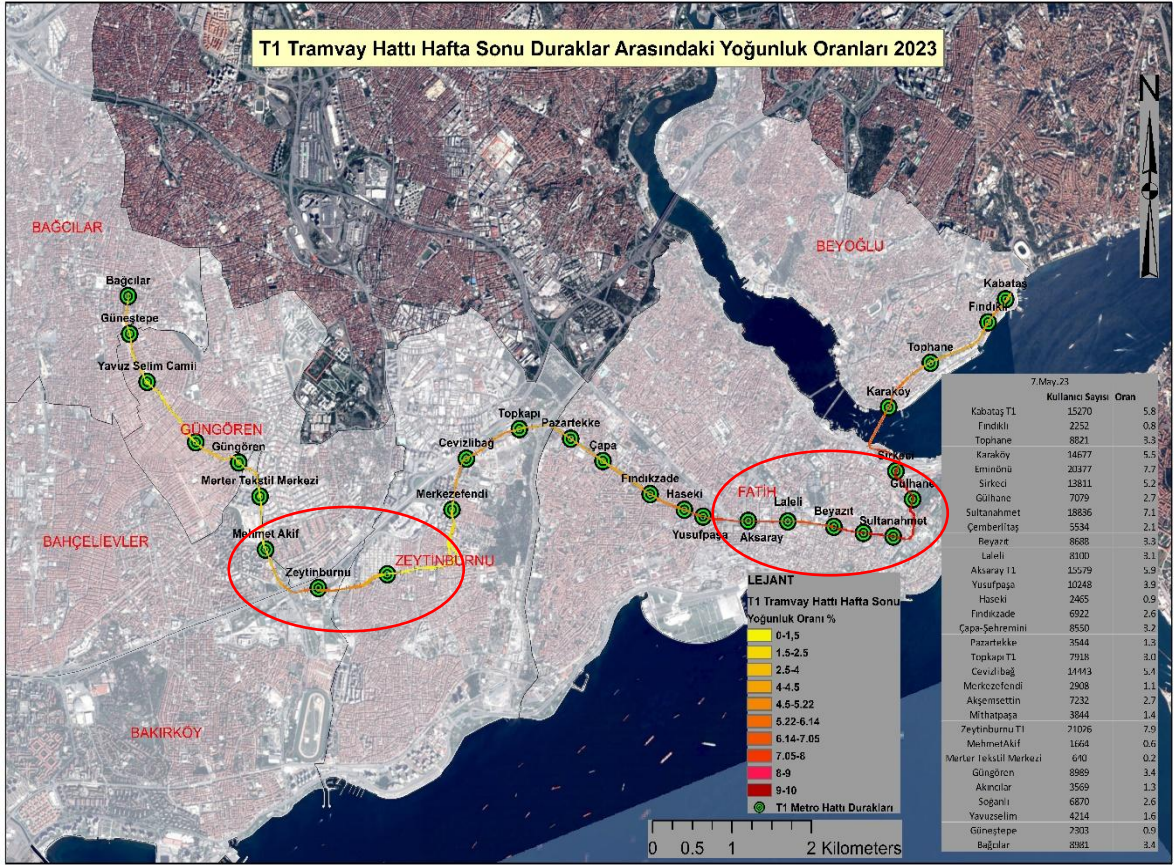 T1 Tramvay Hattı Hafta Sonu Duraklar Arasındaki Yoğunluk Oranları 2023
N
BAĞCILAR
BEYOĞLU
Bağcılar
Güneştepe
Yavuz Selim Camii
GÜNGÖREN
Güngören
Merter Tekstil Merkezi
BAHÇELİEVLER
Mehmet Akif
Zeytinburnu
ZEYTİNBURNU
BAKIRKÖY
Merkezefendi
Cevizlibağ
Topkapı
Pazartekke
Çapa
Fındıkzade
Haseki
Yusufpaşa
FATİH
Aksaray
Laleli
Beyazıt
Sultanahmet
Gülhane
Sirkeci
Karaköy
Tophane
Fındıklı
Kabataş
LEJANT
T1 Tramvay Hattı Hafta Sonu
Yoğunluk Oranı %
0-1,5
1.5-2.5
2.5-4
4-4.5
4.5-5.22
5.22-6.14
6.14-7.05
7.05-8
8-9
9-10
T1 Metro Hattı Durakları
0 0.5 1 2 Kilometers
7.May.23
Kullanıcı Sayısı Oran
Kabataş T1 15270 5.8
Fındıklı 2252 0.8
Tophane 8821 3.3
Karaköy 14677 5.5
Eminönü 20377 7.7
Sirkeci 13811 5.2
Gülhane 7079 2.7
Sultanahmet 18836 7.1
Çemberlitaş 5534 2.1
Beyazıt 8688 3.3
Laleli 8100 3.1
Aksaray T1 15579 5.9
Yusufpaşa 10248 3.9
Haseki 2465 0.9
Fındıkzade 6922 2.6
Çapa-Şehremini 8550 3.2
Pazartekke 3544 1.3
Topkapı T1 7918 3.0
Cevizlibağ 14443 5.4
Merkezefendi 2908 1.1
Akşemsettin 7232 2.7
Mithatpaşa 3844 1.4
Zeytinburnu T1 21026 7.9
MehmetAkif 1664 0.6
Merter Tekstil Merkezi 640 0.2
Güngören 8989 3.4
Akıncılar 3569 1.3
Soğanlı 6870 2.6
Yavuzselim 4214 1.6
Güneştepe 2303 0.9
Bağcılar 8981 3.4